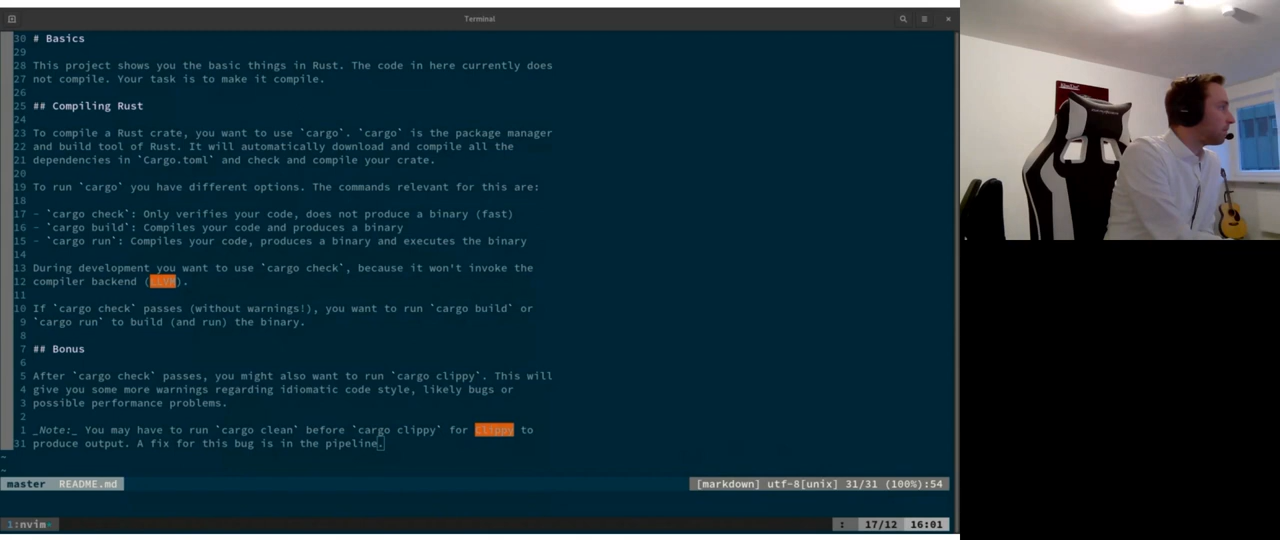 Terminal
30 # Basics
29
28 This project shows you the basic things in Rust. The code in here currently does
27 not compile. Your task is to make it compile.
26
25 ## Compiling Rust
24
23 To compile a Rust crate, you want to use `cargo`. `cargo` is the package manager
22 and build tool of Rust. It will automatically download and compile all the
21 dependencies in `Cargo.toml` and check and compile your crate.
20
19 To run `cargo` you have different options. The commands relevant for this are:
18
17 - `cargo check`: Only verifies your code, does not produce a binary (fast)
16 - `cargo build`: Compiles your code and produces a binary
15 - `cargo run`: Compiles your code, produces a binary and executes the binary
14
13 During development you want to use `cargo check`, because it won't invoke the
12 compiler backend (LLVM).
11
10 If `cargo check` passes (without warnings!), you want to run `cargo build` or
9 `cargo run` to build (and run) the binary.
8
7 ## Bonus
6
5 After `cargo check` passes, you might also want to run `cargo clippy`. This will
4 give you some more warnings regarding idiomatic code style, likely bugs or
3 possible performance problems.
2
1 _Note:_ You may have to run `cargo clean` before `cargo clippy` for Clippy to
31 produce output. A fix for this bug is in the pipeline.
~
~
master README.md [markdown] utf-8[unix] 31/31 (100%):54
1:nvim* : 17/12 16:01